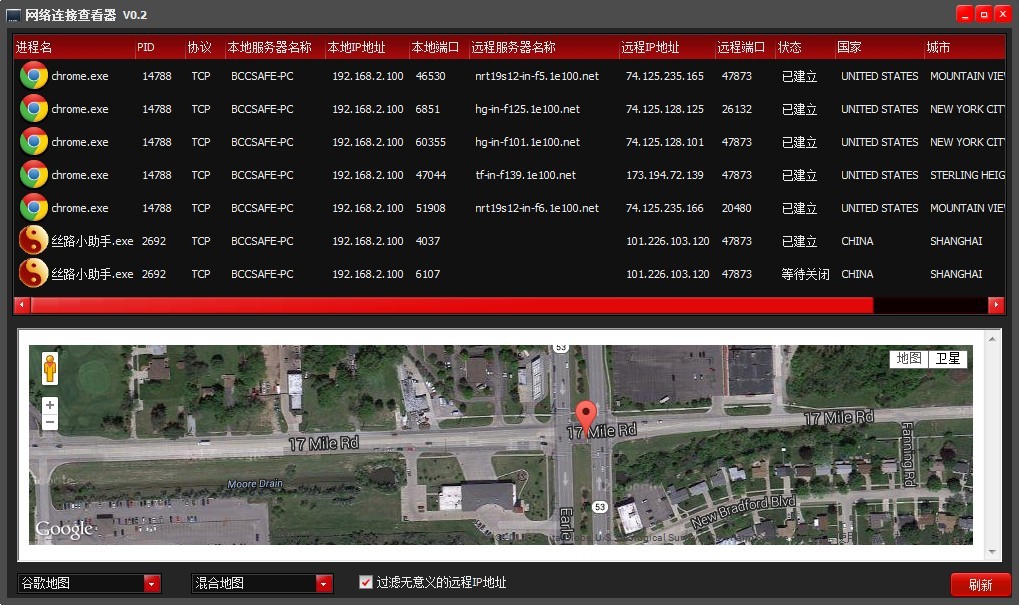 网络连接查看器 V0.2
进程名 PID 协议 本地服务器名称 本地IP地址 本地端口 远程服务器名称 远程IP地址 远程端口 状态 国家 城市
chrome.exe 14788 TCP BCCSAFE-PC 192.168.2.100 46530 nrt19s12-in-f5.1e100.net 74.125.235.165 47873 已建立 UNITED STATES MOUNTAIN VIE
chrome.exe 14788 TCP BCCSAFE-PC 192.168.2.100 6851 hg-in-f125.1e100.net 74.125.128.125 26132 已建立 UNITED STATES NEW YORK CIT
chrome.exe 14788 TCP BCCSAFE-PC 192.168.2.100 60355 hg-in-f101.1e100.net 74.125.128.101 47873 已建立 UNITED STATES NEW YORK CIT
chrome.exe 14788 TCP BCCSAFE-PC 192.168.2.100 47044 tf-in-f139.1e100.net 173.194.72.139 47873 已建立 UNITED STATES STERLING HEIG
chrome.exe 14788 TCP BCCSAFE-PC 192.168.2.100 51908 nrt19s12-in-f6.1e100.net 74.125.235.166 20480 已建立 UNITED STATES MOUNTAIN VIE
丝路小助手.exe 2692 TCP BCCSAFE-PC 192.168.2.100 4037 101.226.103.120 47873 已建立 CHINA SHANGHAI
丝路小助手.exe 2692 TCP BCCSAFE-PC 192.168.2.100 6107 101.226.103.120 47873 等待关闭 CHINA SHANGHAI
53
地图 卫星
17 Mile Rd
17 Mile Rd
17 Mile Rd
Fanning Rd
Moore Drain
New Bradford Blvd
53
Earle
Google
谷歌地图 混合地图 过滤无意义的远程IP地址 刷新